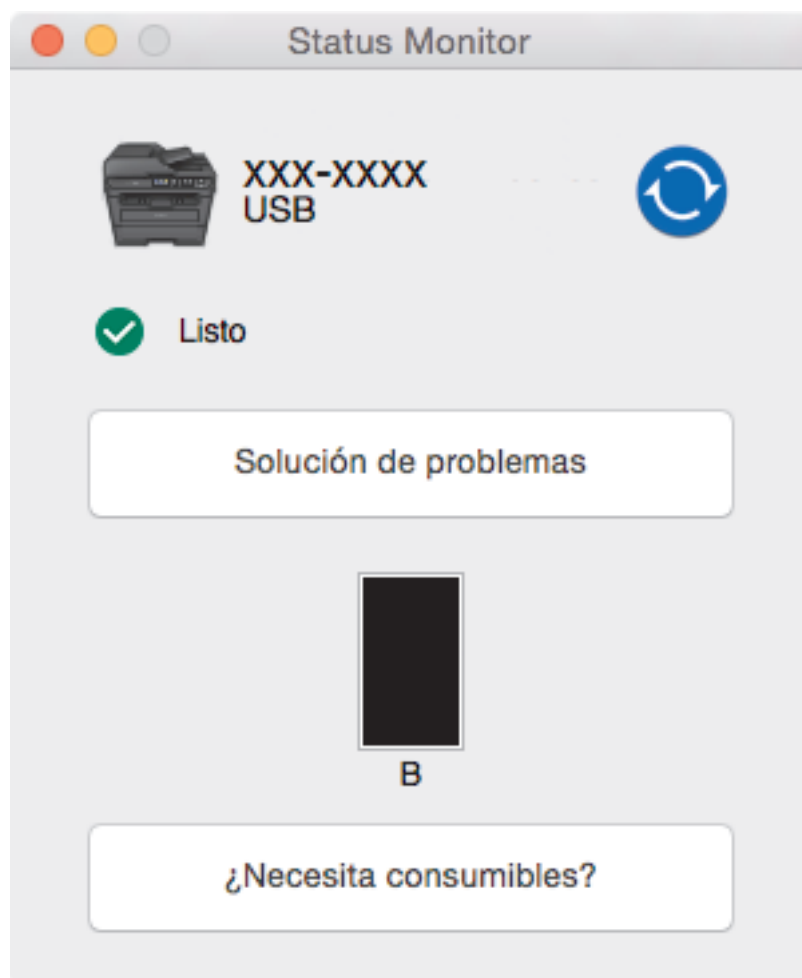 Status Monitor
XXX-XXXX
USB
Listo
Solución de problemas
B
¿Necesita consumibles?